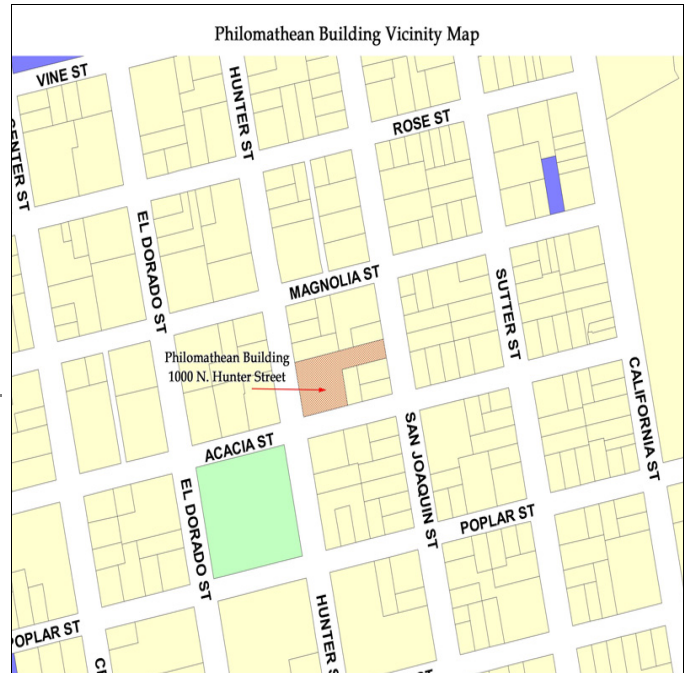 Philomathean Building Vicinity Map
VINE ST
HUNTER ST
ROSE ST
CENTER ST
EL DORADO ST
MAGNOLIA ST
SUTTER ST
Philomathean Building
1000 N. Hunter Street
CALIFORNIA ST
ACACIA ST
SAN JOAQUIN ST
EL DORADO ST
POPLAR ST
HUNTER S
POPLAR ST